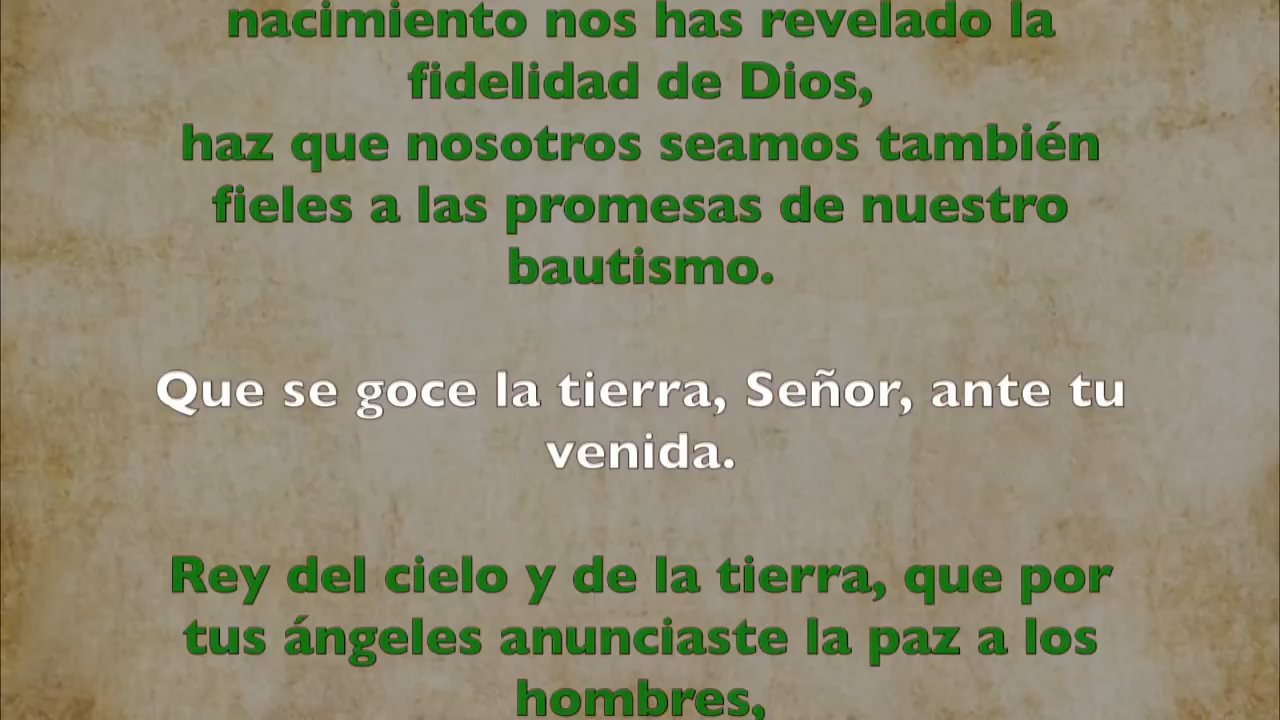 nacimiento nos has revelado la
fidelidad de Dios,
haz que nosotros seamos también
fieles a las promesas de nuestro
bautismo.
Que se goce la tierra, Señor, ante tu
venida.
Rey del cielo y de la tierra, que por
tus ángeles anunciaste la paz a los
hombres,